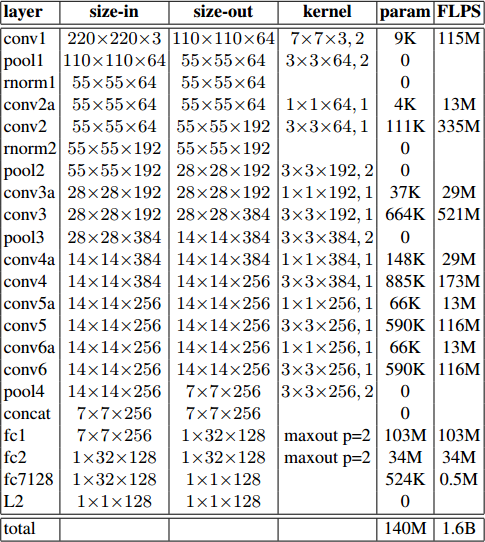 layer size-in size-out kernel param FLPS
conv1 220×220×3 110×110×64 7×7×3, 2 9K 115M
pool1 110×110×64 55×55×64 3×3×64, 2 0
rnorm1 55×55×64 55×55×64 0
conv2a 55×55×64 55×55×64 1×1×64, 1 4K 13M
conv2 55×55×64 55×55×192 3×3×64, 1 111K 335M
rnorm2 55×55×192 55×55×192 0
pool2 55×55×192 28×28×192 3×3×192, 2 0
conv3a 28×28×192 28×28×192 1×1×192, 1 37K 29M
conv3 28×28×192 28×28×384 3×3×192, 1 664K 521M
pool3 28×28×384 14×14×384 3×3×384, 2 0
conv4a 14×14×384 14×14×384 1×1×384, 1 148K 29M
conv4 14×14×384 14×14×256 3×3×384, 1 885K 173M
conv5a 14×14×256 14×14×256 1×1×256, 1 66K 13M
conv5 14×14×256 14×14×256 3×3×256, 1 590K 116M
conv6a 14×14×256 14×14×256 1×1×256, 1 66K 13M
conv6 14×14×256 14×14×256 3×3×256, 1 590K 116M
pool4 14×14×256 7×7×256 3×3×256, 2 0
concat 7×7×256 7×7×256 0
fc1 7×7×256 1×32×128 maxout p=2 103M 103M
fc2 1×32×128 1×32×128 maxout p=2 34M 34M
fc7128 1×32×128 1×1×128 524K 0.5M
L2 1×1×128 1×1×128 0
total 140M 1.6B